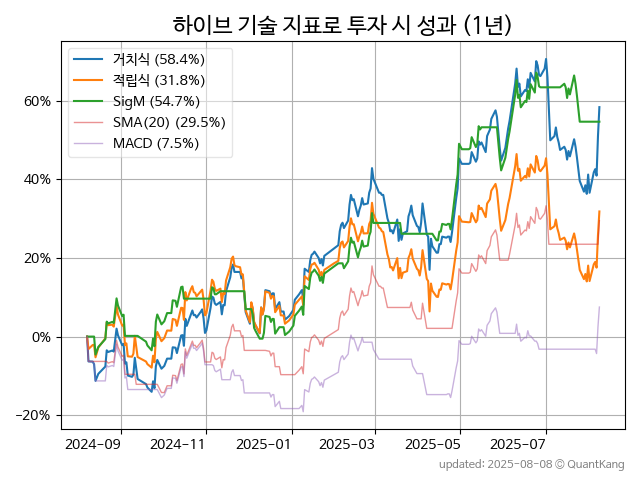 하이브 기술 지표로 투자 시 성과 (1년)
거치식 (58.4%)
적립식 (31.8%)
SigM (54.7%)
SMA(20) (29.5%)
MACD (7.5%)
60%
40%
20%
0%
−20%
2024-09 2024-11 2025-01 2025-03 2025-05 2025-07
updated: 2025-08-08 © QuantKang